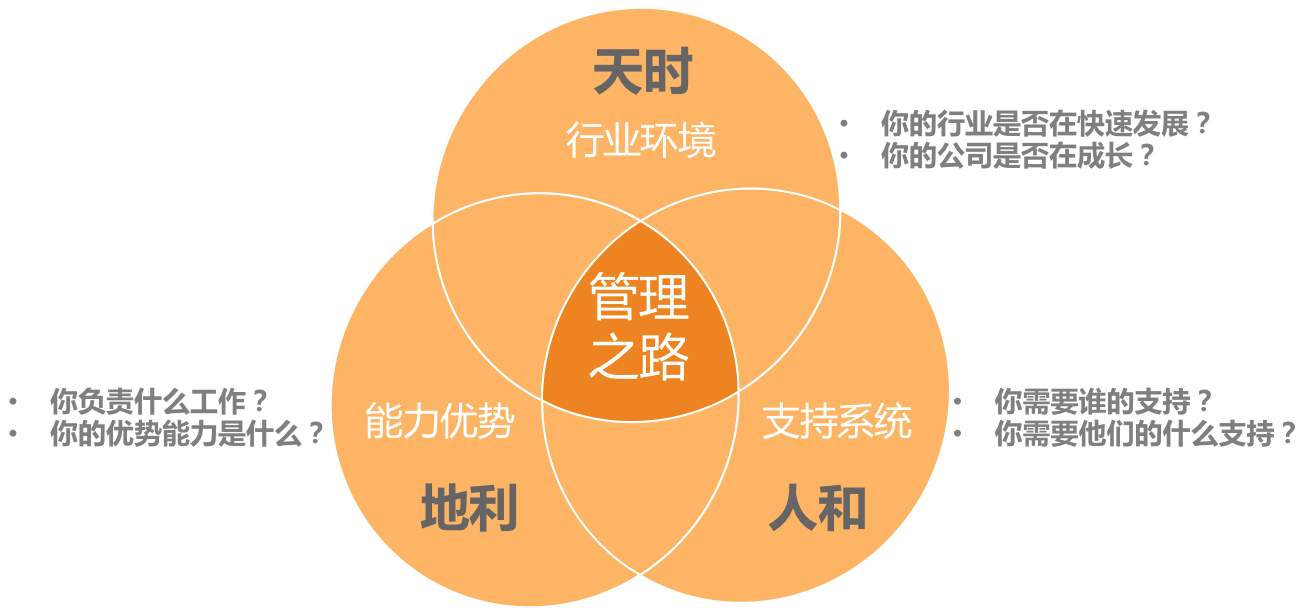 天时
行业环境
• 你的行业是否在快速发展？
• 你的公司是否在成长？
管理
之路
• 你负责什么工作？
• 你的优势能力是什么？
能力优势
地利
支持系统
人和
• 你需要谁的支持？
• 你需要他们的什么支持？